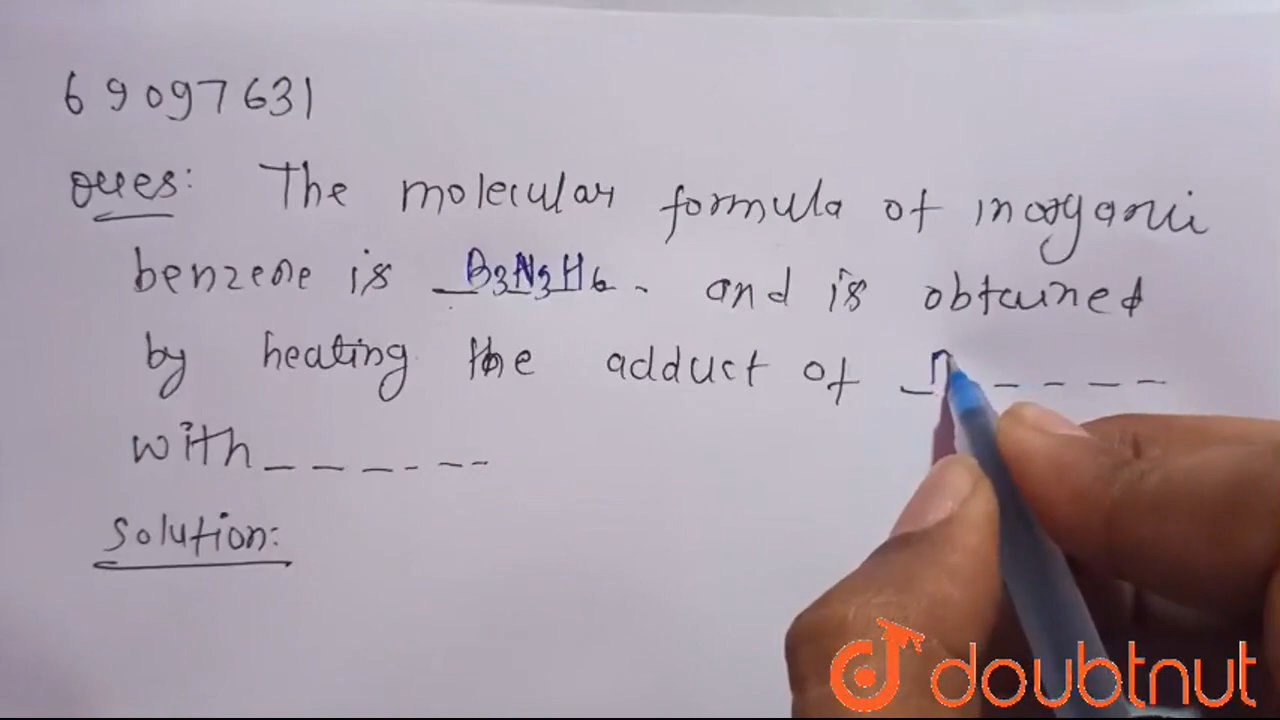 69097631
Ques: The molecular formula of inorganic
benzene is B3N3H6. and is obtained
by heating the adduct of _ _ _ _ _
with _ _ _ _ _ _
Solution:
doubtnut